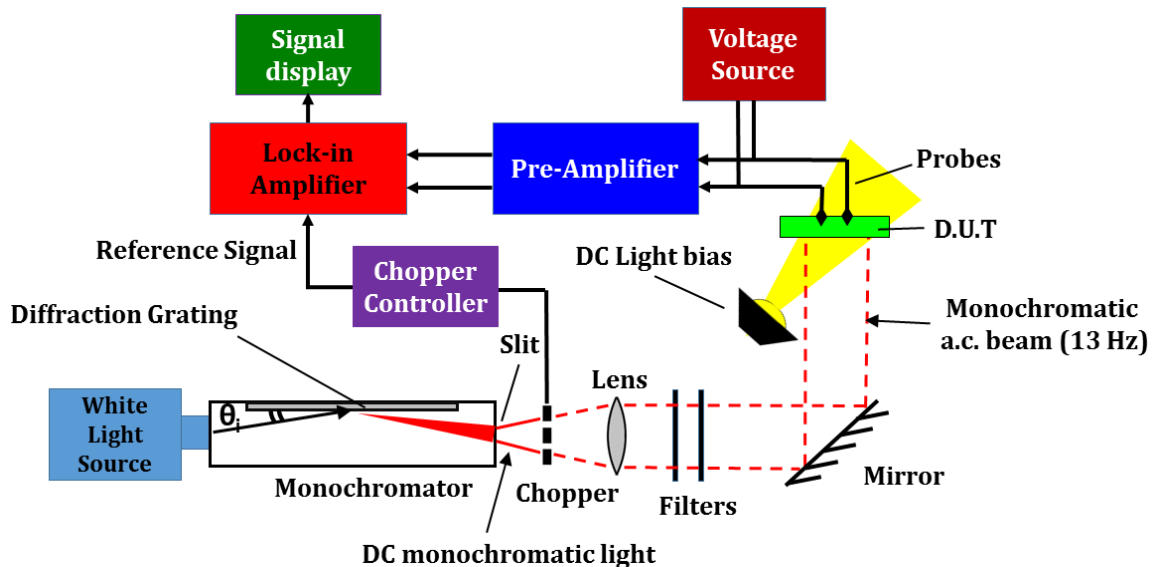 Signal
display
Voltage
Source
Lock-in
Amplifier
Pre-Amplifier
Probes
D.U.T
Reference Signal
Chopper
Controller
DC Light bias
Diffraction Grating
Monochromatic
a.c. beam (13 Hz)
Slit
Lens
White
Light
Source
θi
Monochromator
Chopper
Filters
Mirror
DC monochromatic light